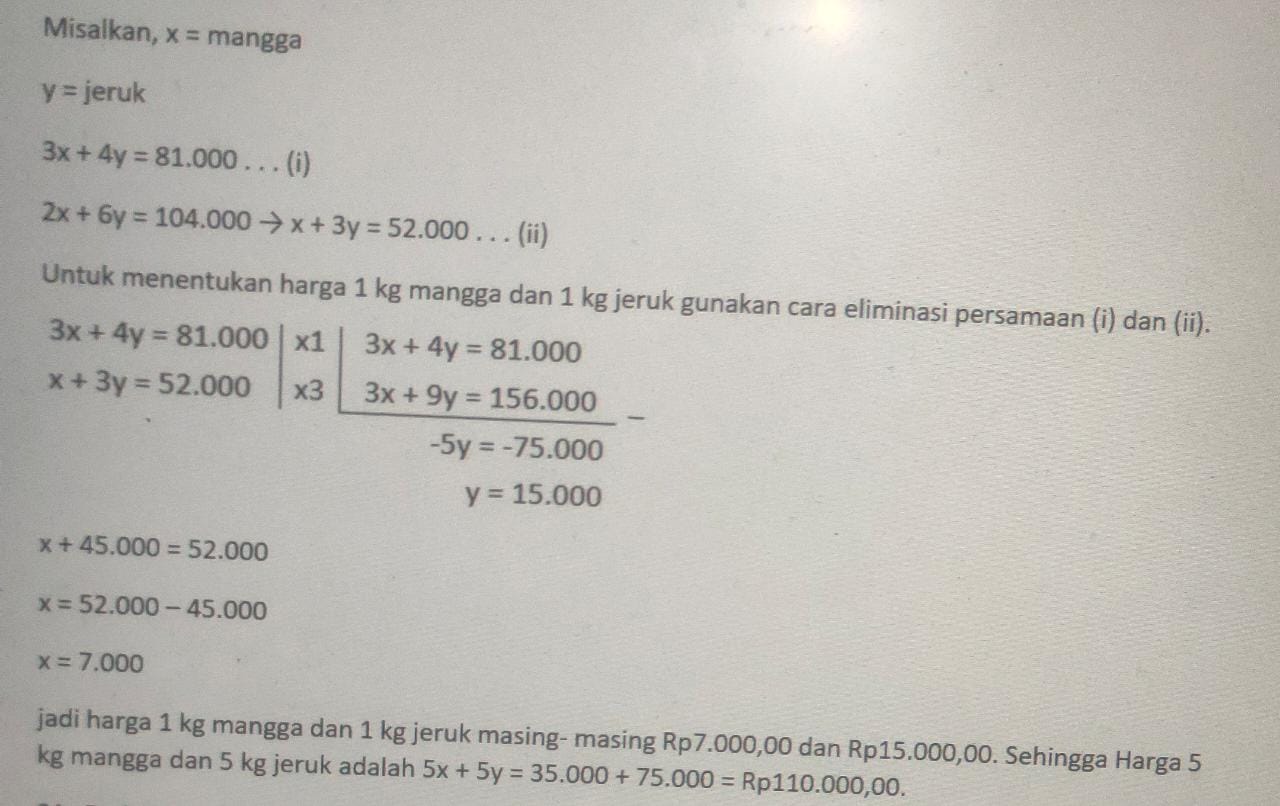 Misalkan, x = mangga
y = jeruk
3x + 4y = 81.000 . . . (i)
2x + 6y = 104.000 → x + 3y = 52.000 . . . (ii)
Untuk menentukan harga 1 kg mangga dan 1 kg jeruk gunakan cara eliminasi persamaan (i) dan (ii).
3x + 4y = 81.000 | x1 | 3x + 4y = 81.000
x + 3y = 52.000 | x3 | 3x + 9y = 156.000 –
-5y = -75.000
y = 15.000
x + 45.000 = 52.000
x = 52.000 – 45.000
x = 7.000
jadi harga 1 kg mangga dan 1 kg jeruk masing- masing Rp7.000,00 dan Rp15.000,00. Sehingga Harga 5
kg mangga dan 5 kg jeruk adalah 5x + 5y = 35.000 + 75.000 = Rp110.000,00.